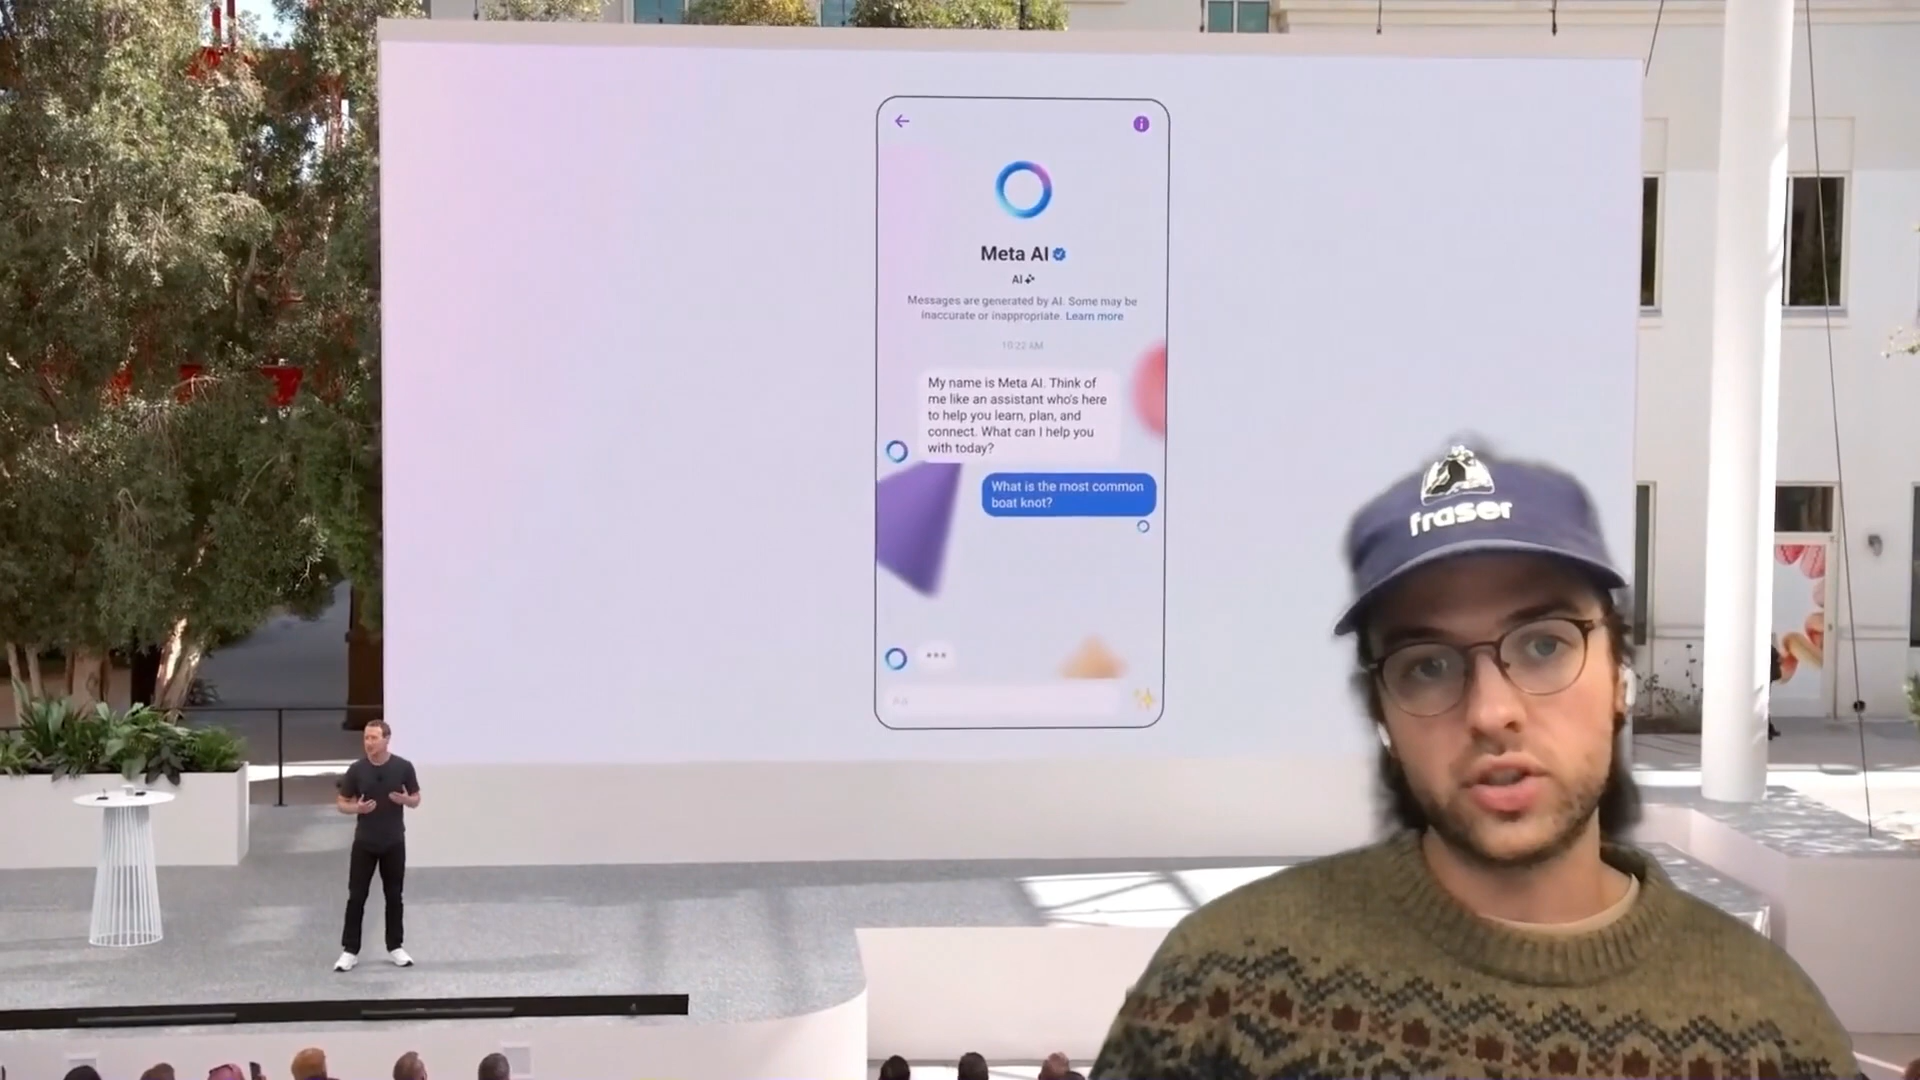 Meta AI
AI
Messages are generated by AI. Some may be
inaccurate or inappropriate. Learn more
10:22 AM
My name is Meta AI. Think of
me like an assistant who's here
to help you learn, plan, and
connect. What can I help you
with today?
What is the most common
boat knot?
Aa
fraser